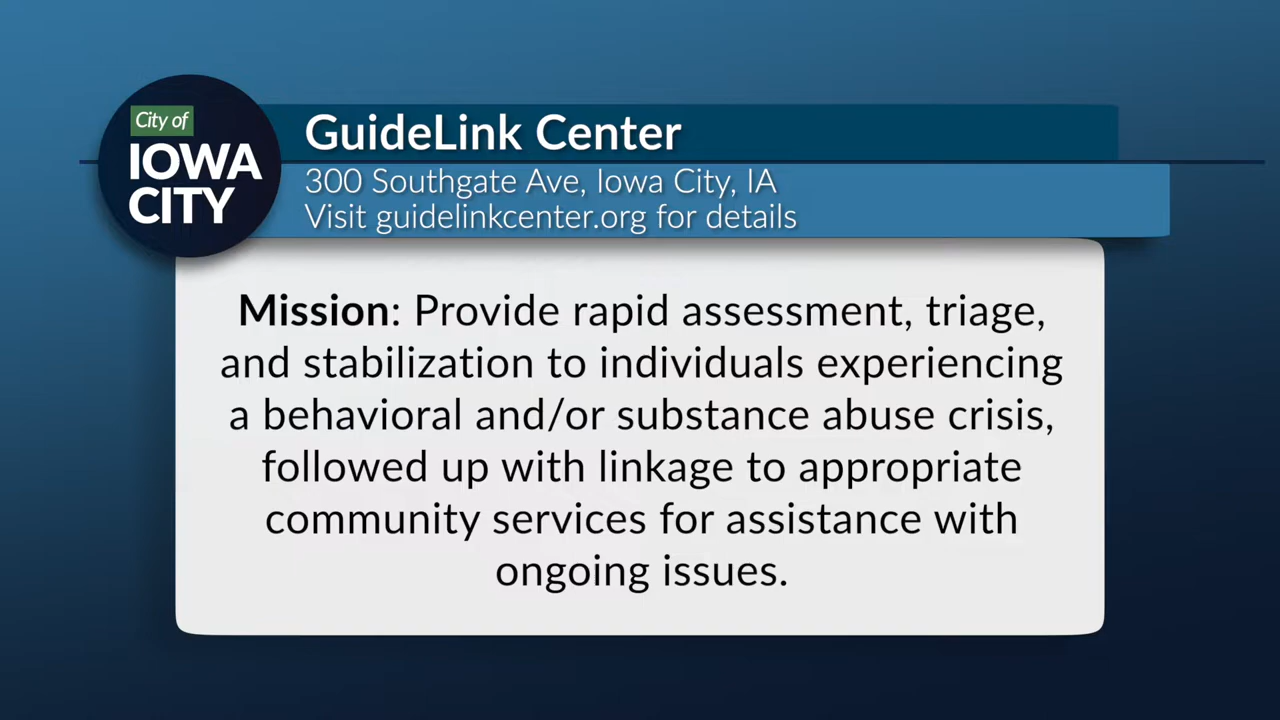 City of
IOWA
CITY
GuideLink Center
300 Southgate Ave, Iowa City, IA
Visit guidelinkcenter.org for details
Mission: Provide rapid assessment, triage,
and stabilization to individuals experiencing
a behavioral and/or substance abuse crisis,
followed up with linkage to appropriate
community services for assistance with
ongoing issues.